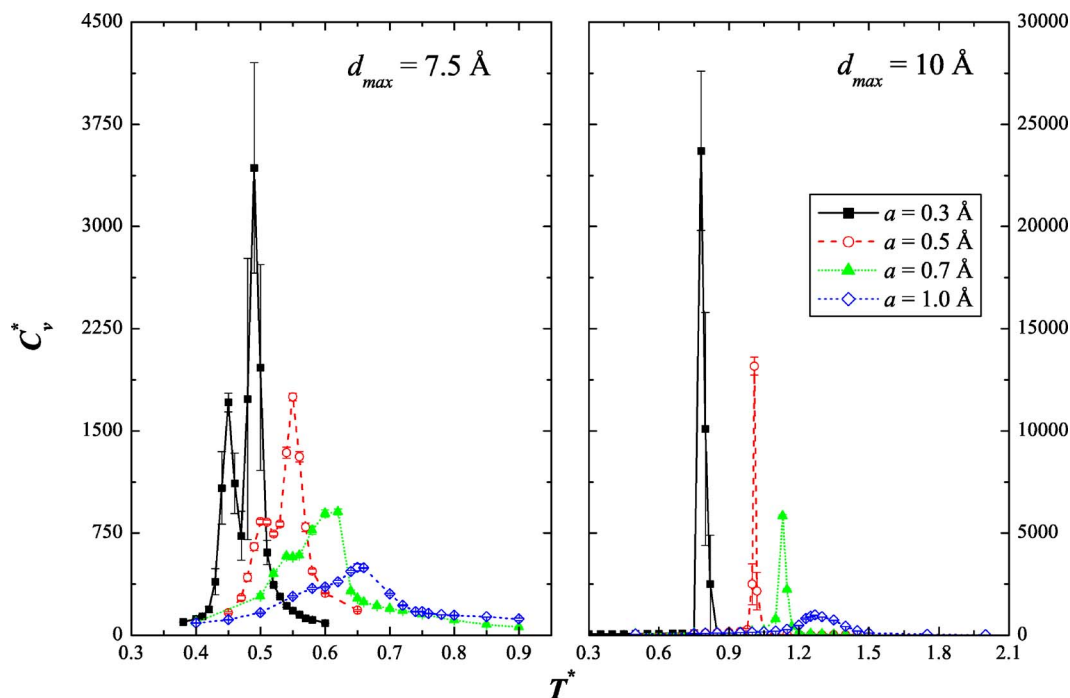 d_max = 7.5 Å
d_max = 10 Å
4500
3750
3000
2250
1500
750
0
30000
25000
20000
15000
10000
5000
0
C_v^*
a = 0.3 Å
a = 0.5 Å
a = 0.7 Å
a = 1.0 Å
0.3 0.4 0.5 0.6 0.7 0.8 0.9
0.3 0.6 0.9 1.2 1.5 1.8 2.1
T^*